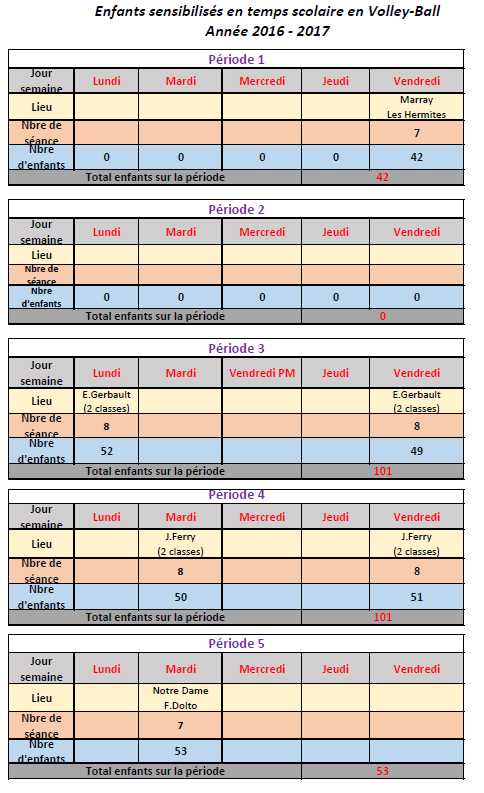 Enfants sensibilisés en temps scolaire en Volley-Ball
Année 2016 - 2017
Période 1
Jour semaine Lundi Mardi Mercredi Jeudi Vendredi
Lieu Marray Les Hermites
Nbre de séance 7
Nbre d'enfants 0 0 0 0 42
Total enfants sur la période 42
Période 2
Jour semaine Lundi Mardi Mercredi Jeudi Vendredi
Lieu
Nbre de séance
Nbre d'enfants 0 0 0 0 0
Total enfants sur la période 0
Période 3
Jour semaine Lundi Mardi Vendredi PM Jeudi Vendredi
Lieu E.Gerbault (2 classes) E.Gerbault (2 classes)
Nbre de séance 8 8
Nbre d'enfants 52 49
Total enfants sur la période 101
Période 4
Jour semaine Lundi Mardi Mercredi Jeudi Vendredi
Lieu J.Ferry (2 classes) J.Ferry (2 classes)
Nbre de séance 8 8
Nbre d'enfants 50 51
Total enfants sur la période 101
Période 5
Jour semaine Lundi Mardi Mercredi Jeudi Vendredi
Lieu Notre Dame F.Dolto
Nbre de séance 7
Nbre d'enfants 53
Total enfants sur la période 53